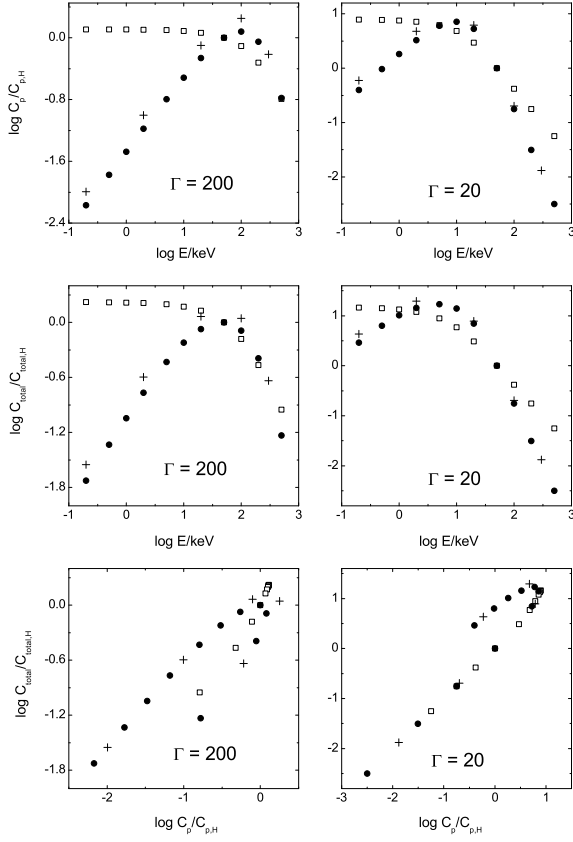 log C_p/C_p,H
0.0
-0.8
-1.6
-2.4
Γ = 200
-1 0 1 2 3
log E/keV
1
0
-1
-2
Γ = 20
-1 0 1 2 3
log E/keV
log C_total/C_total,H
0.0
-0.6
-1.2
-1.8
Γ = 200
-1 0 1 2 3
log E/keV
1
0
-1
-2
Γ = 20
-1 0 1 2 3
log E/keV
log C_total/C_total,H
0.0
-0.6
-1.2
-1.8
Γ = 200
-2 -1 0
log C_p/C_p,H
1
0
-1
-2
Γ = 20
-3 -2 -1 0 1 2
log C_p/C_p,H